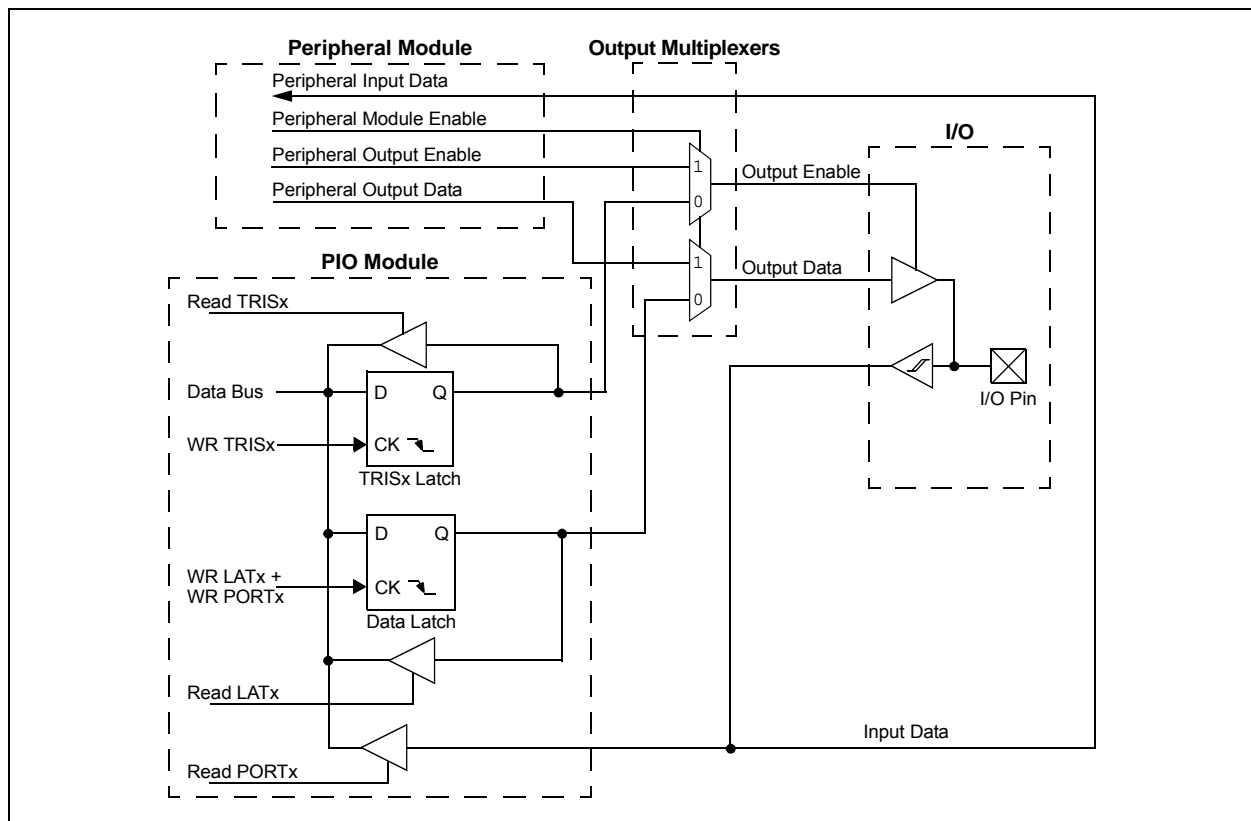 Peripheral Module
Output Multiplexers
Peripheral Input Data
Peripheral Module Enable
Peripheral Output Enable
Peripheral Output Data
1
0
1
0
Output Enable
Output Data
I/O
I/O Pin
PIO Module
Read TRISx
Data Bus
D
Q
WR TRISx
CK
TRISx Latch
D
Q
WR LATx +
WR PORTx
CK
Data Latch
Read LATx
Read PORTx
Input Data